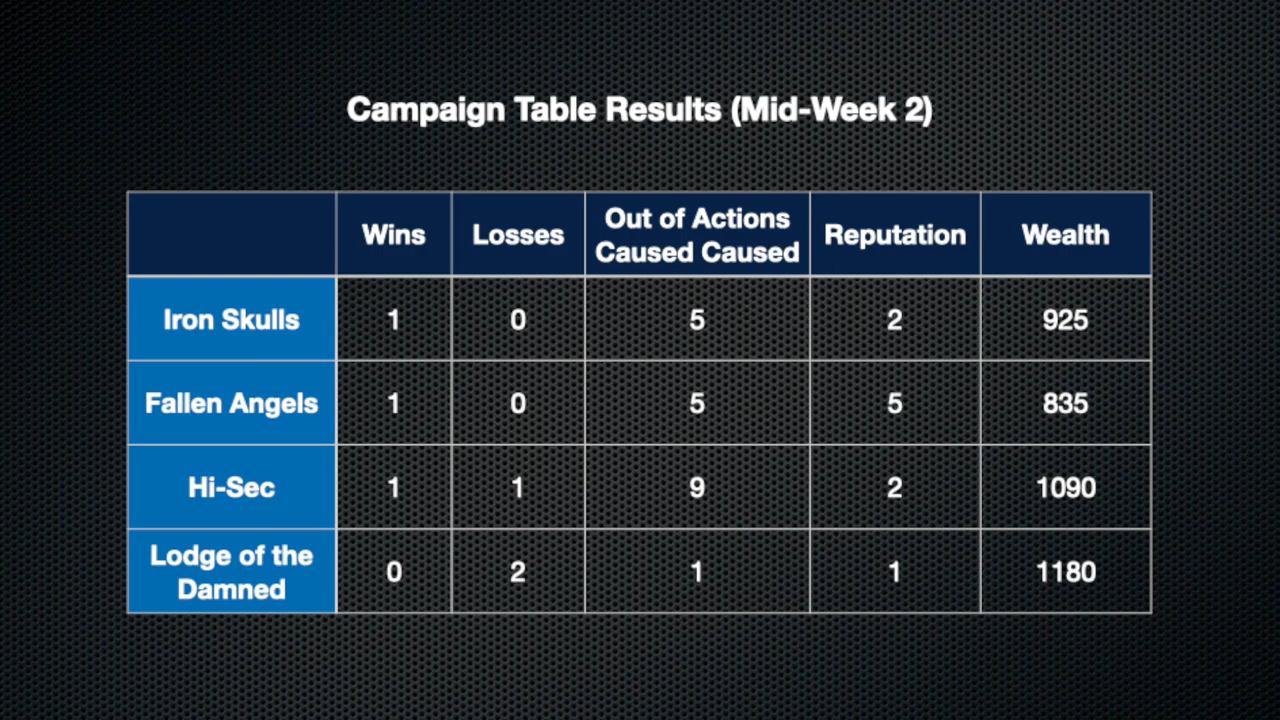 Campaign Table Results (Mid-Week 2)
Wins Losses Out of Actions Caused Caused Reputation Wealth
Iron Skulls 1 0 5 2 925
Fallen Angels 1 0 5 5 835
Hi-Sec 1 1 9 2 1090
Lodge of the Damned 0 2 1 1 1180